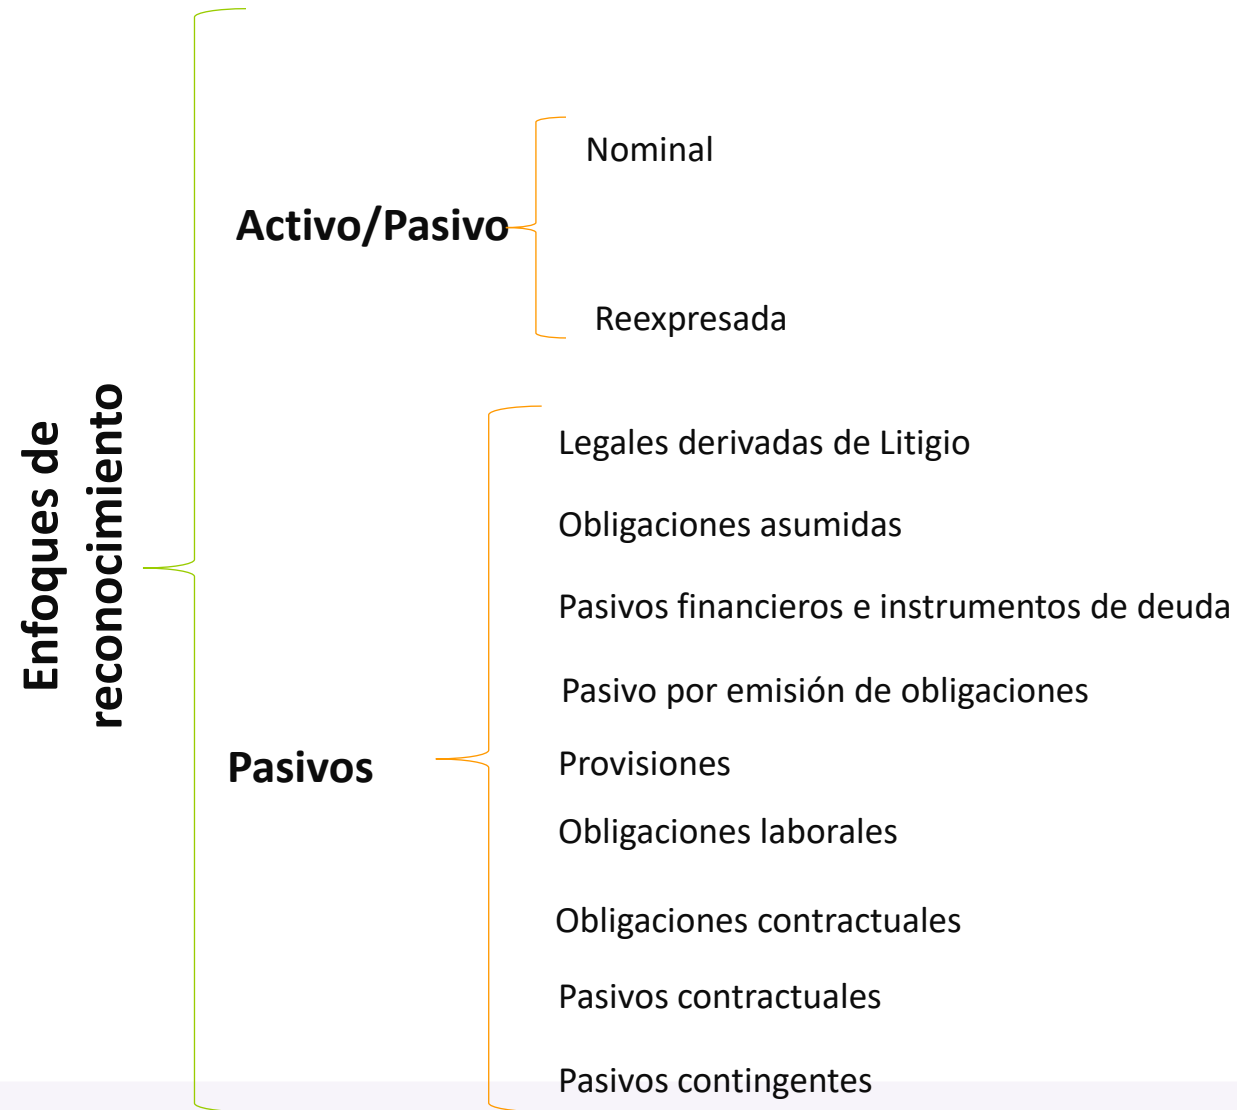 Enfoques de
reconocimiento
Activo/Pasivo
Nominal
Reexpresada
Pasivos
Legales derivadas de Litigio
Obligaciones asumidas
Pasivos financieros e instrumentos de deuda
Pasivo por emisión de obligaciones
Provisiones
Obligaciones laborales
Obligaciones contractuales
Pasivos contractuales
Pasivos contingentes